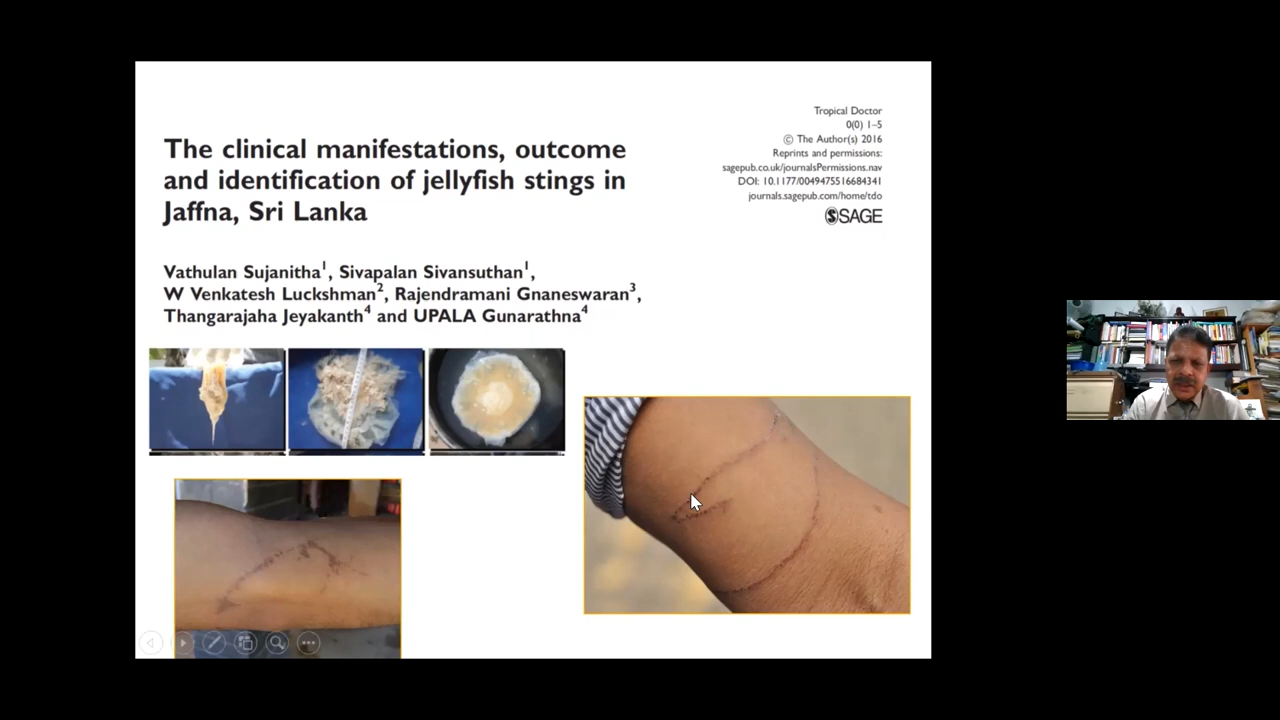 The clinical manifestations, outcome
and identification of jellyfish stings in
Jaffna, Sri Lanka
Tropical Doctor
0(0) 1–5
© The Author(s) 2016
Reprints and permissions:
sagepub.co.uk/journalsPermissions.nav
DOI: 10.1177/0049475516684341
journals.sagepub.com/home/tdo
SAGE
Vathulan Sujanitha1, Sivapalan Sivansuthan1,
W Venkatesh Luckshman2, Rajendramani Gnaneswaran3,
Thangarajaha Jeyakanth4 and UPALA Gunarathna4